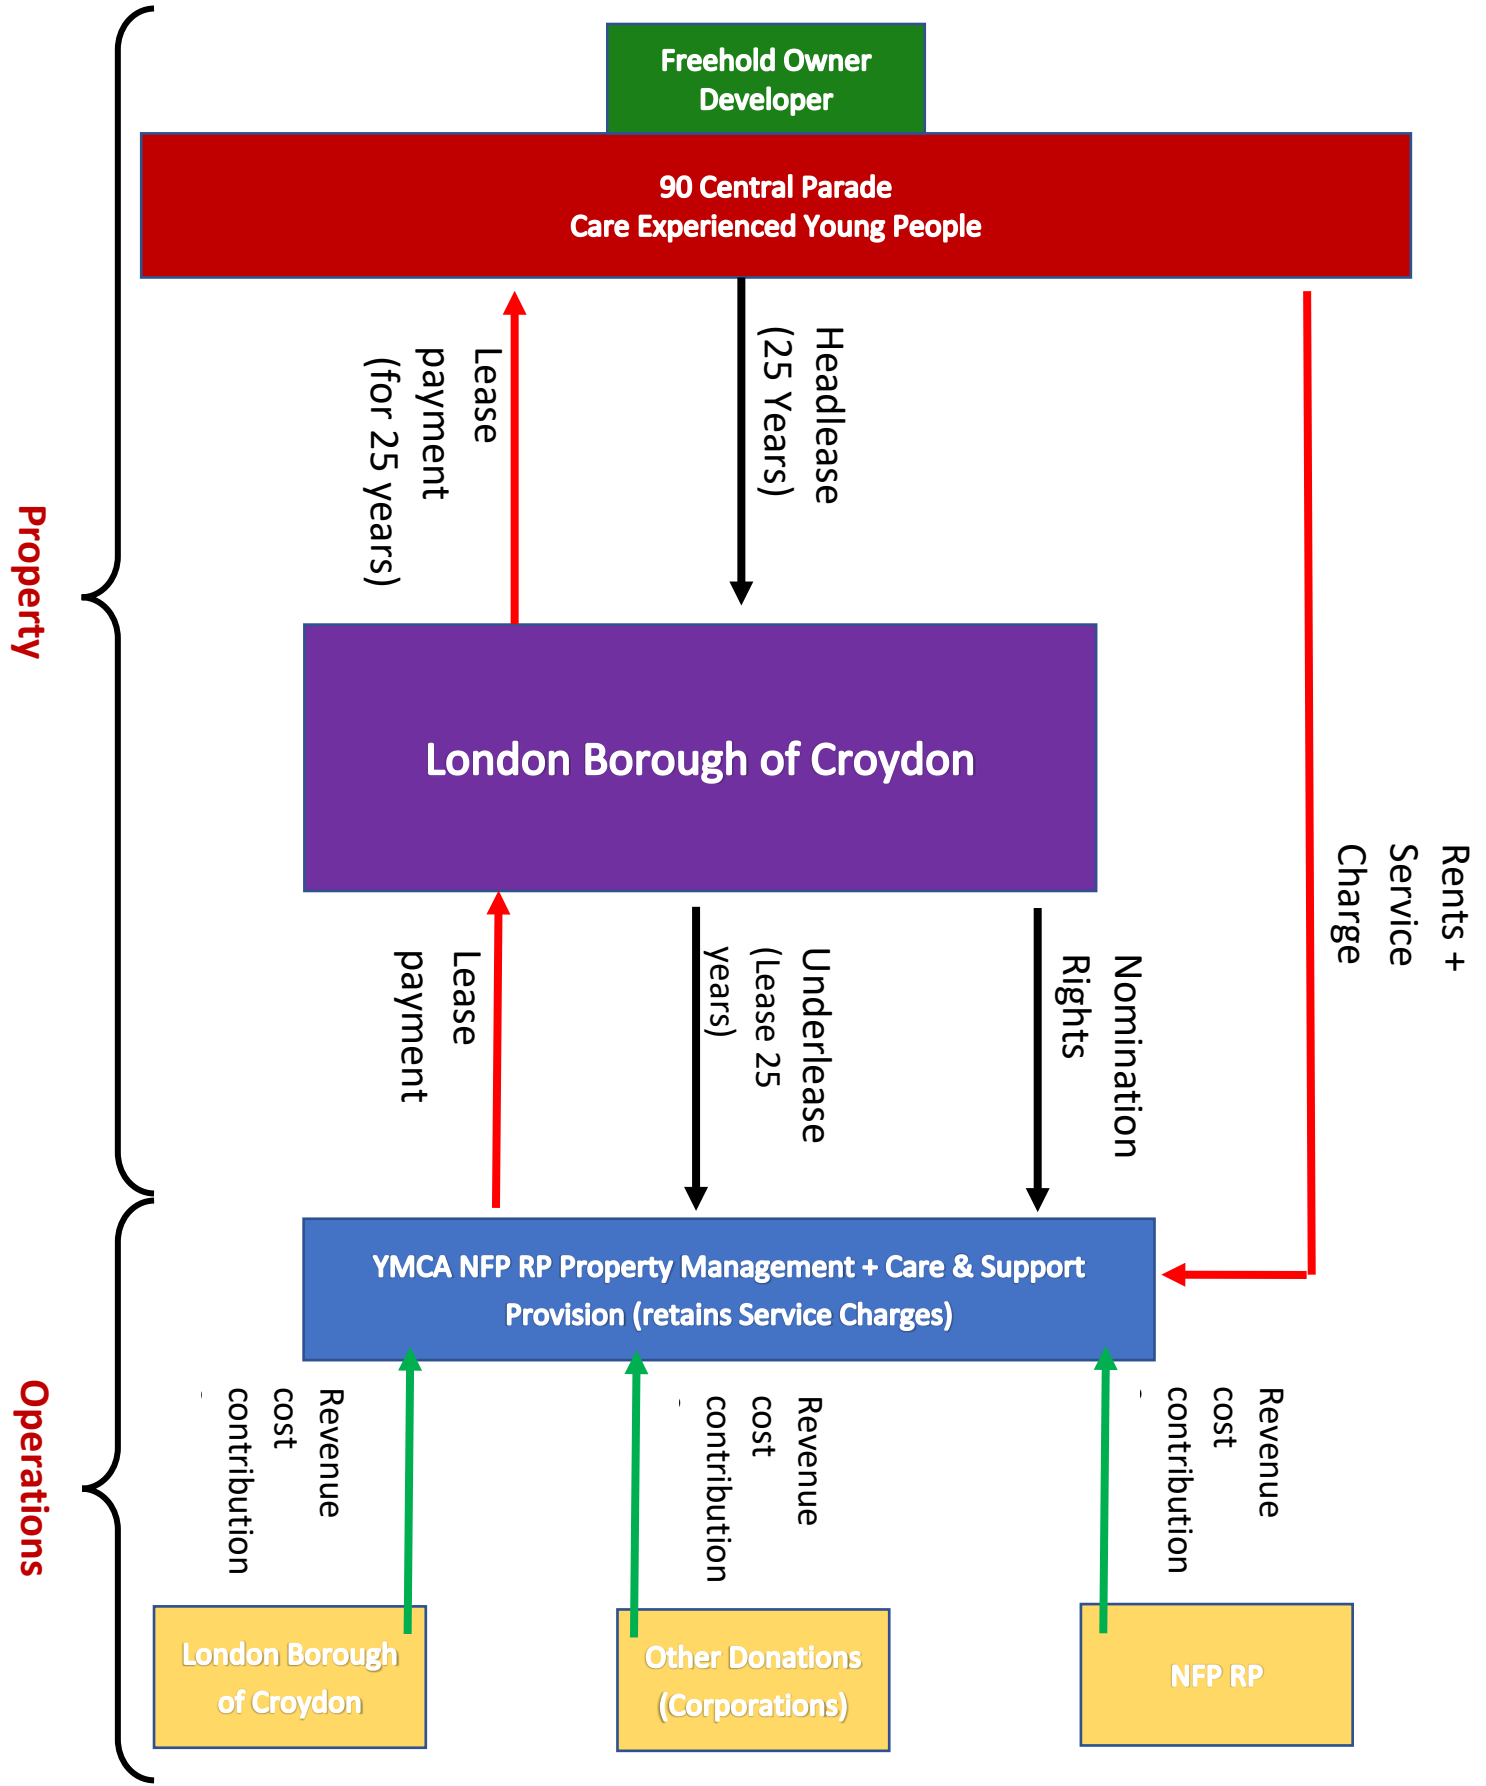 Freehold Owner
Developer
90 Central Parade
Care Experienced Young People
Lease
payment
(for 25 years)
Headlease
(25 Years)
Rents +
Service
Charge
Property
London Borough of Croydon
Lease
payment
Underlease
(Lease 25
years)
Nomination
Rights
YMCA NFP RP Property Management + Care & Support
Provision (retains Service Charges)
Operations
Revenue
cost
contribution
Revenue
cost
contribution
Revenue
cost
contribution
London Borough
of Croydon
Other Donations
(Corporations)
NFP RP